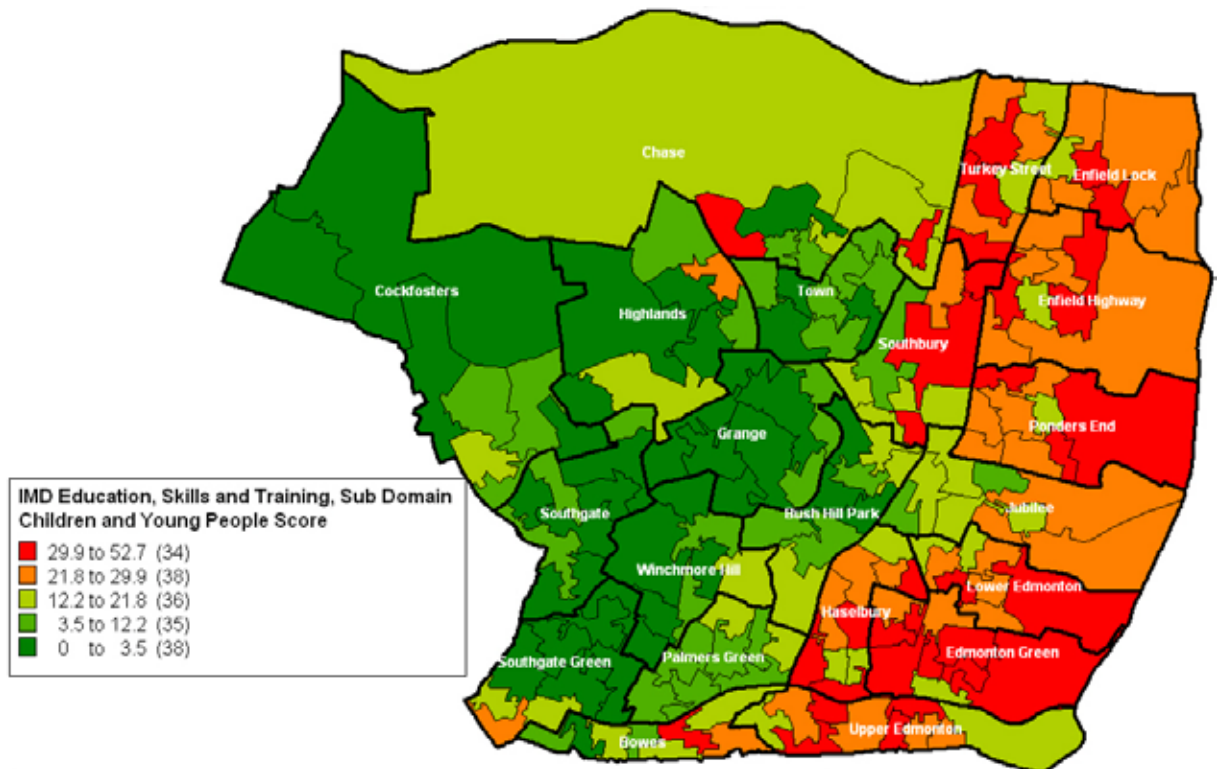 Chase
Turkey Street
Enfield Lock
Cockfosters
Highlands
Town
Enfield Highway
Southbury
Grange
Ponders End
IMD Education, Skills and Training, Sub Domain
Children and Young People Score
29.9 to 52.7 (34)
21.8 to 29.9 (38)
12.2 to 21.8 (36)
3.5 to 12.2 (35)
0 to 3.5 (38)
Southgate
Bush Hill Park
Jubilee
Winchmore Hill
Lower Edmonton
Haselbury
Edmonton Green
Southgate Green
Palmers Green
Upper Edmonton
Bowes